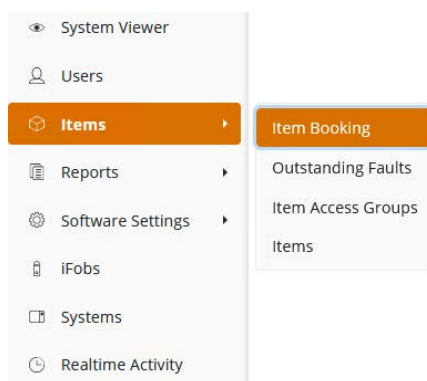 System Viewer
Users
Items
Reports
Software Settings
iFobs
Systems
Realtime Activity
Item Booking
Outstanding Faults
Item Access Groups
Items